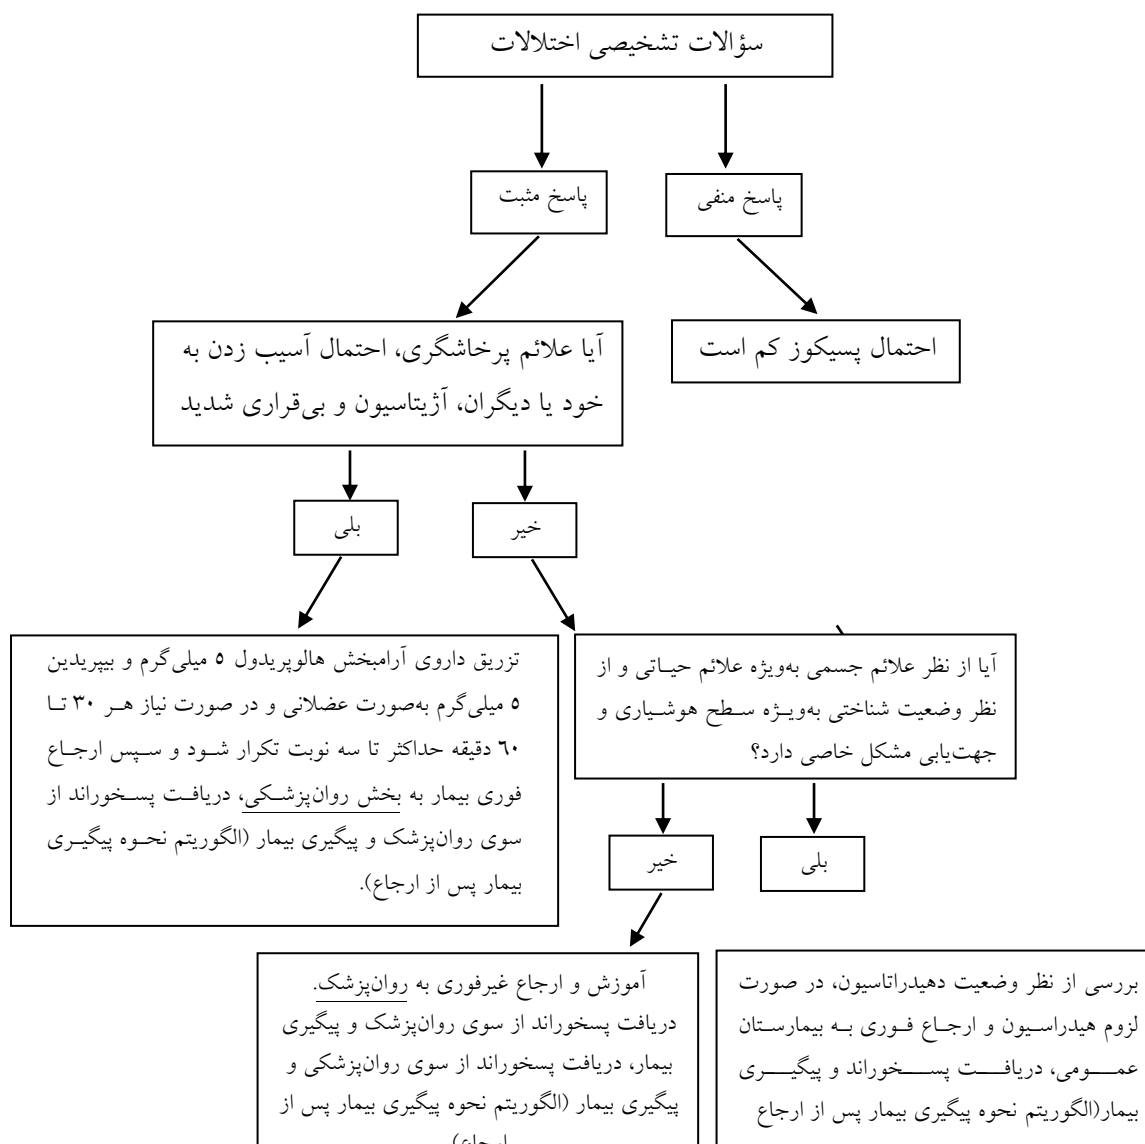 سؤالات تشخیصی اختلالات
پاسخ منفی
پاسخ مثبت
احتمال پسیکوز کم است
آیا علائم پرخاشگری، احتمال آسیب زدن به
خود یا دیگران، آژیتاسیون و بی‌قراری شدید
خیر
بلی
آیا از نظر علائم جسمی به‌ویژه علائم حیاتی و از
نظر وضعیت شناختی به‌ویژه سطح هوشیاری و
جهت‌یابی مشکل خاصی دارد؟
تزریق داروی آرامبخش هالوپریدول ۵ میلی‌گرم و بیپریدین
۵ میلی‌گرم به‌صورت عضلانی و در صورت نیاز هر ۳۰ تا
۶۰ دقیقه حداکثر تا سه نوبت تکرار شود و سپس ارجاع
فوری بیمار به بخش روان‌پزشکی، دریافت پسخوراند از
سوی روان‌پزشک و پیگیری بیمار (الگوریتم نحوه پیگیری
بیمار پس از ارجاع).
بلی
خیر
بررسی از نظر وضعیت دهیدراتاسیون، در صورت
لزوم هیدراسیون و ارجاع فوری به بیمارستان
عمومی، دریافت پسخوراند و پیگیری
بیمار(الگوریتم نحوه پیگیری بیمار پس از ارجاع
آموزش و ارجاع غیرفوری به روان‌پزشک.
دریافت پسخوراند از سوی روان‌پزشک و پیگیری
بیمار، دریافت پسخوراند از سوی روان‌پزشکی و
پیگیری بیمار (الگوریتم نحوه پیگیری بیمار پس از
ارجاع)